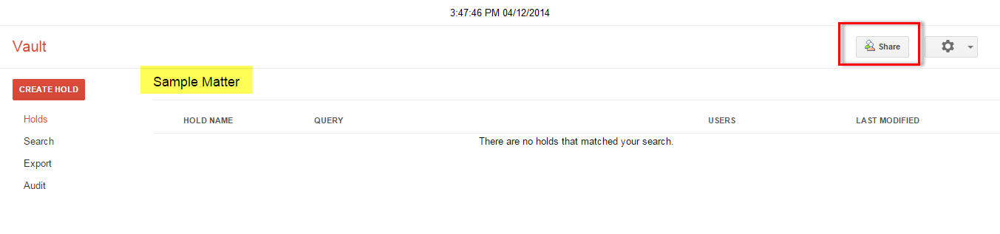 3:47:46 PM 04/12/2014
Vault
Share
CREATE HOLD
Sample Matter
Holds
HOLD NAME QUERY USERS LAST MODIFIED
Search
There are no holds that matched your search.
Export
Audit